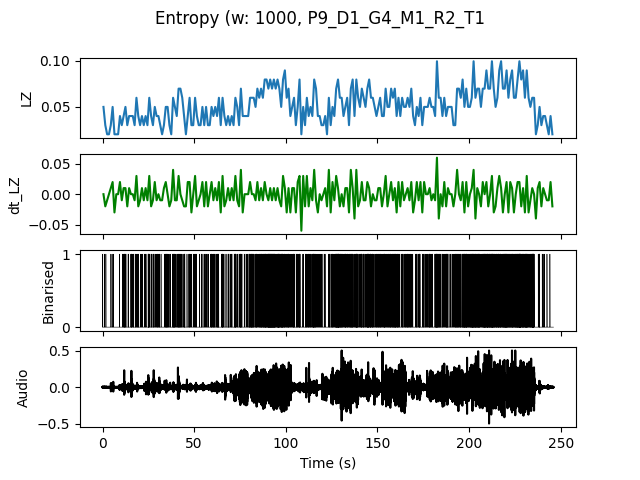 Entropy (w: 1000, P9_D1_G4_M1_R2_T1
0.10
0.05
LZ
0.05
0.00
−0.05
dt_LZ
1
0
Binarised
0.5
0.0
−0.5
Audio
0 50 100 150 200 250
Time (s)